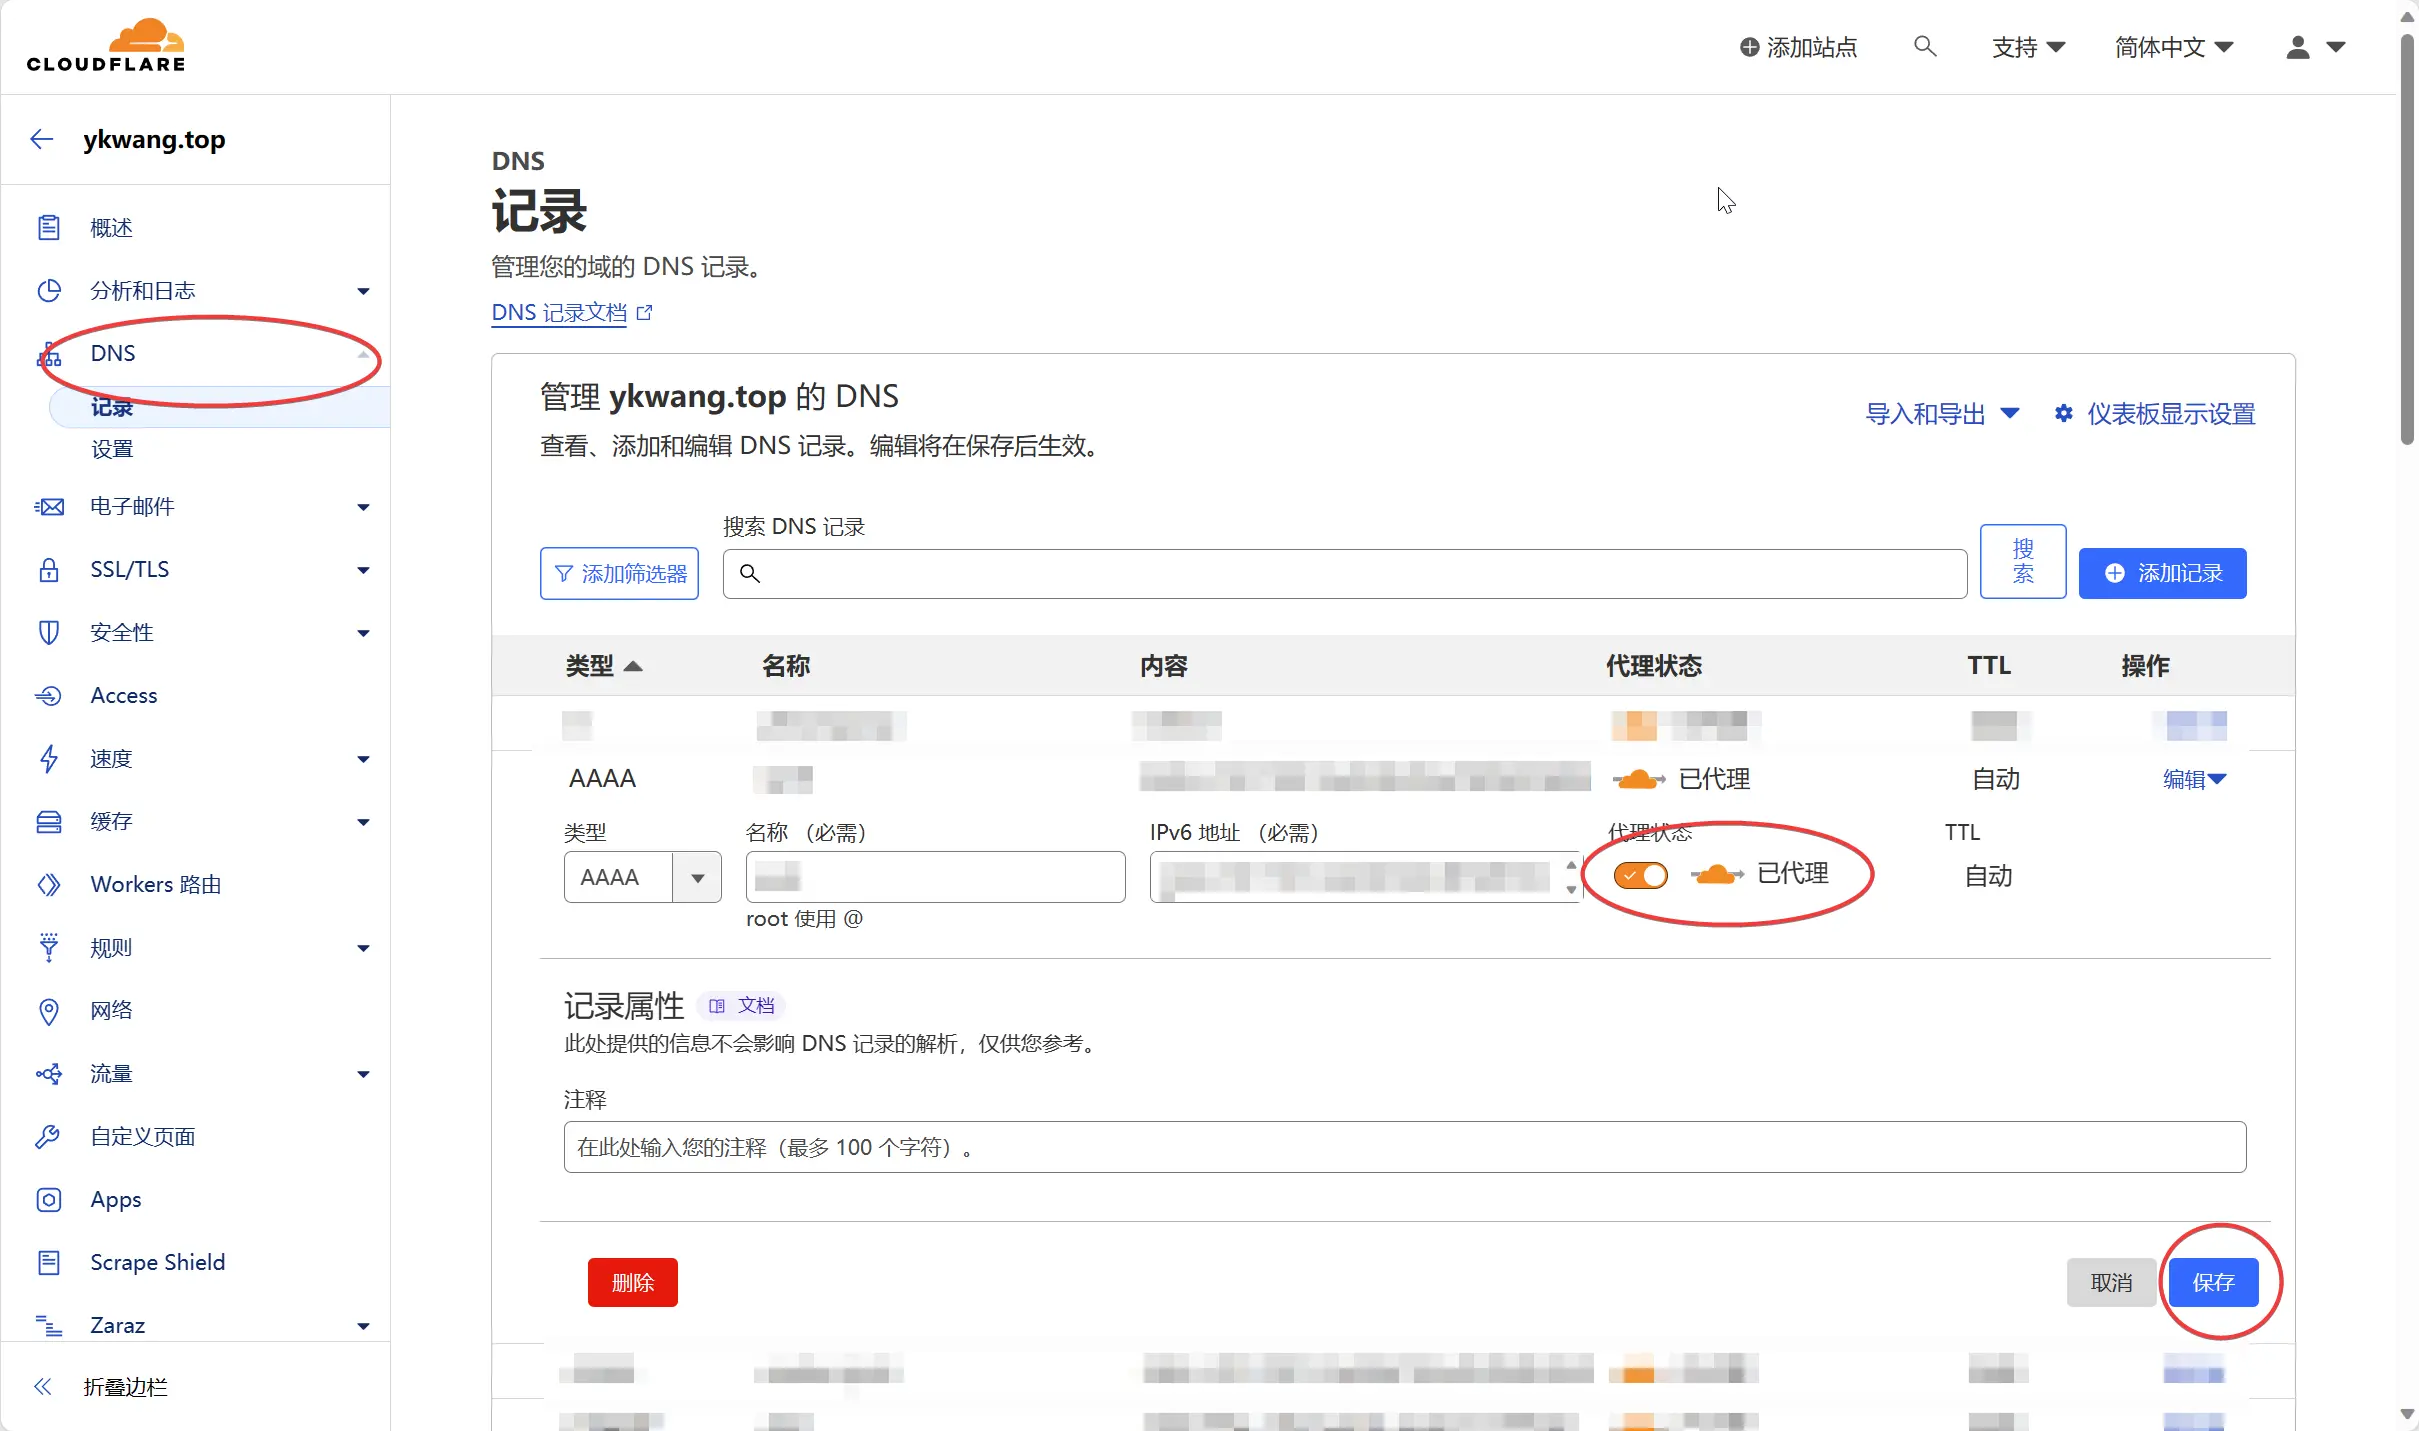 CLOUDFLARE
添加站点
支持
简体中文
ykwang.top
概述
分析和日志
DNS
记录
设置
电子邮件
SSL/TLS
安全性
Access
速度
缓存
Workers 路由
规则
网络
流量
自定义页面
Apps
Scrape Shield
Zaraz
折叠边栏
DNS
记录
管理您的域的 DNS 记录。
DNS 记录文档
管理 ykwang.top 的 DNS
查看、添加和编辑 DNS 记录。编辑将在保存后生效。
导入和导出
仪表板显示设置
搜索 DNS 记录
添加筛选器
搜
索
添加记录
类型 名称 内容 代理状态 TTL 操作
AAAA 已代理 自动 编辑
类型 名称 （必需） IPv6 地址 （必需） 代理状态 TTL
AAAA 已代理 自动
root 使用 @
记录属性 文档
此处提供的信息不会影响 DNS 记录的解析，仅供您参考。
注释
在此处输入您的注释（最多 100 个字符）。
删除 取消 保存